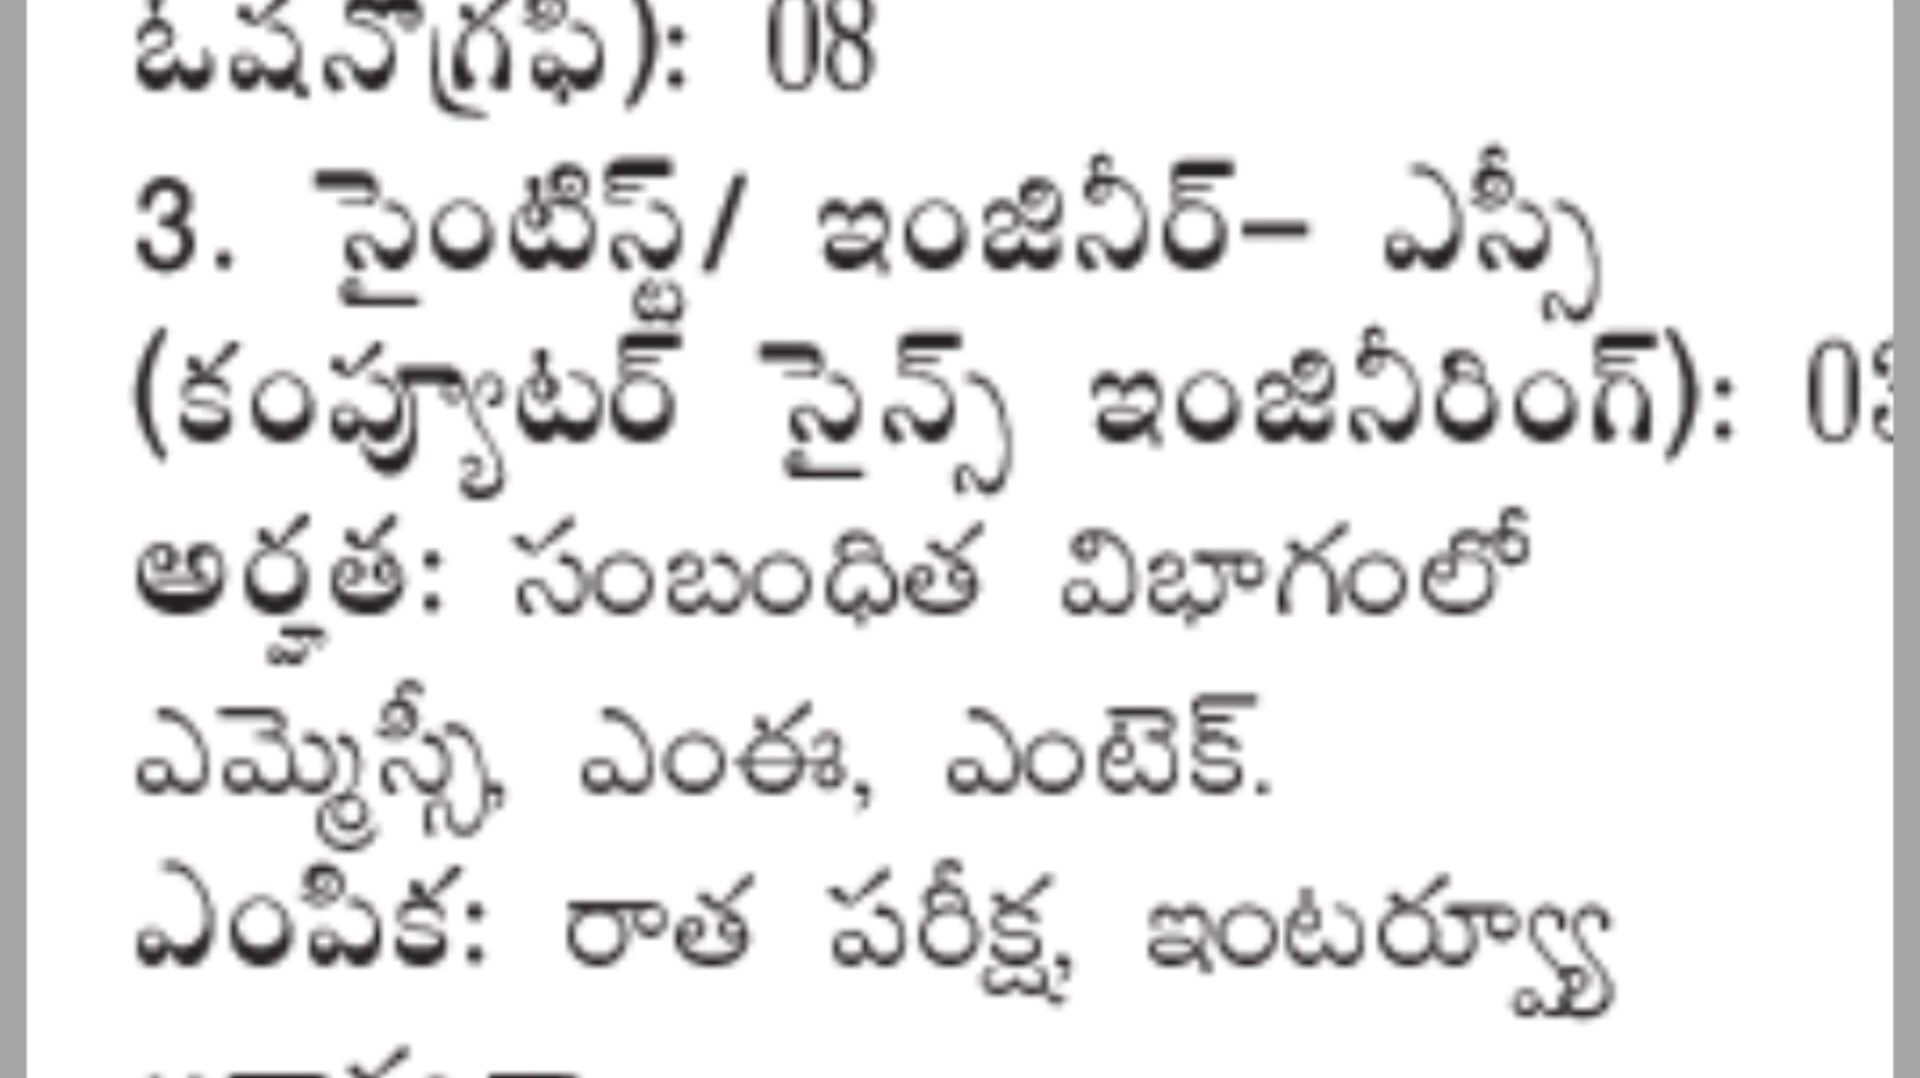 ఓషనోగ్రఫీ): 08
3. సైంటిస్ట్/ ఇంజినీర్– ఎస్సీ
(కంప్యూటర్ సైన్స్ ఇంజినీరింగ్):
అర్హత: సంబంధిత విభాగంలో
ఎమ్మెస్సీ, ఎంఈ, ఎంటెక్.
ఎంపిక: రాత పరీక్ష, ఇంటర్వ్యూ